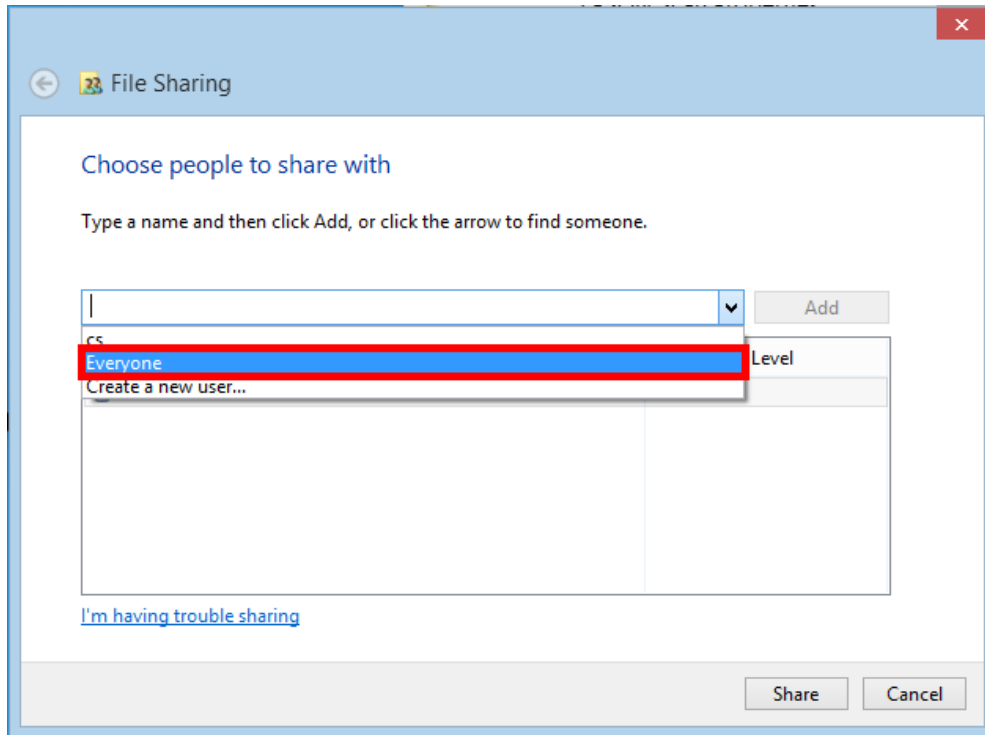 File Sharing
Choose people to share with
Type a name and then click Add, or click the arrow to find someone.
Add
cs
Everyone
Level
Create a new user...
I'm having trouble sharing
Share
Cancel